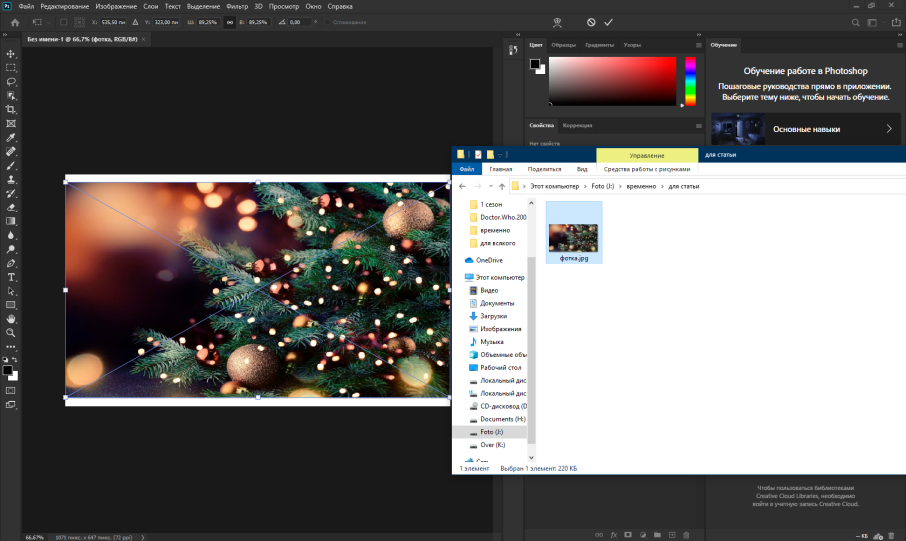 Ps Файл Редактирование Изображение Слои Текст Выделение Фильтр 3D Просмотр Окно Справка
X: 535,50 пи Y: 323,00 пи Ш: 89,25% В: 89,25% 0,00 ° Сглаживание
Без имени-1 @ 66,7% (фотка, RGB/8#) ×
Цвет Образцы Градиенты Узоры
Обучение
Обучение работе в Photoshop
Пошаговые руководства прямо в приложении.
Выберите тему ниже, чтобы начать обучение.
Основные навыки
Свойства Коррекция
Нет свойств
Управление для статьи
Файл Главная Поделиться Вид Средства работы с рисунками
Этот компьютер › Foto (J:) › временно › для статьи
1 сезон
Doctor.Who.200
временно
для всякого
OneDrive
Этот компьютер
Видео
Документы
Загрузки
Изображения
Музыка
Объемные объ
Рабочий стол
Локальный дис
Локальный дис
CD-дисковод (D
Documents (H:)
Foto (J:)
Over (K:)
Сеть
фотка.jpg
1 элемент Выбран 1 элемент: 220 КБ
Чтобы пользоваться библиотеками
Creative Cloud Libraries, необходимо
войти в учетную запись Creative Cloud.
-- КБ
66,67% 1071 пикс. x 647 пикс. (72 ppi)